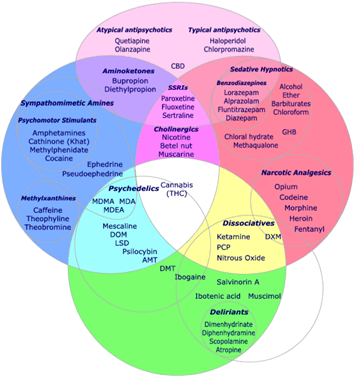 Atypical antipsychotics
Quetiapine
Olanzapine
Typical antipsychotics
Haloperidol
Chlorpromazine
CBD
Aminoketones
Bupropion
Diethylpropion
SSRIs
Paroxetine
Fluoxetine
Sertraline
Sedative Hypnotics
Benzodiazepines
Lorazepam
Alprazolam
Fluntitrazepam
Diazepam
Alcohol
Ether
Barbiturates
Chloroform
Sympathomimetic Amines
Psychomotor Stimulants
Amphetamines
Cathinone (Khat)
Methylphenidate
Cocaine
Cholinergics
Nicotine
Betel nut
Muscarine
GHB
Chloral hydrate
Methaqualone
Ephedrine
Pseudoephedrine
Narcotic Analgesics
Opium
Codeine
Morphine
Heroin
Fentanyl
Methylxanthines
Caffeine
Theophylline
Theobromine
Psychedelics
MDMA MDA
MDEA
Mescaline
DOM
LSD
Psilocybin
AMT
Cannabis
(THC)
Dissociatives
Ketamine
PCP
Nitrous Oxide
DXM
DMT
Ibogaine
Salvinorin A
Ibotenic acid Muscimol
Deliriants
Dimenhydrinate
Diphenhydramine
Scopolamine
Atropine